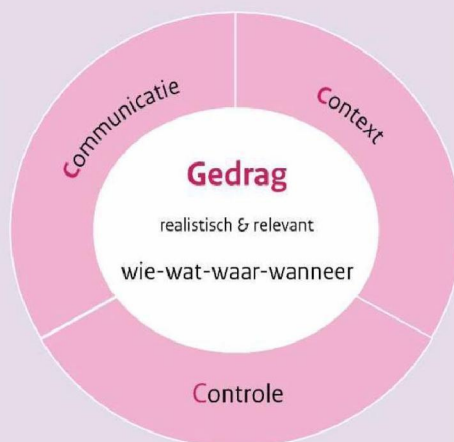 Communicatie
Context
Gedrag
realistisch & relevant
wie-wat-waar-wanneer
Controle